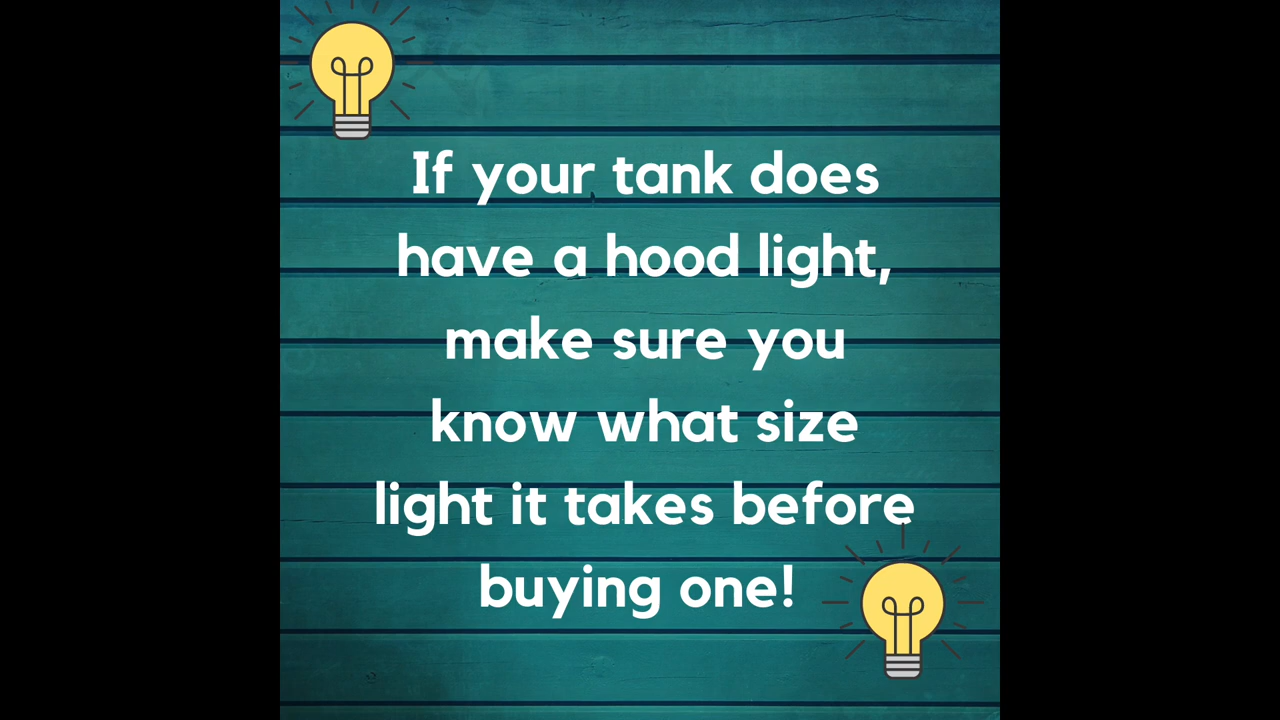 If your tank does
have a hood light,
make sure you
know what size
light it takes before
buying one!